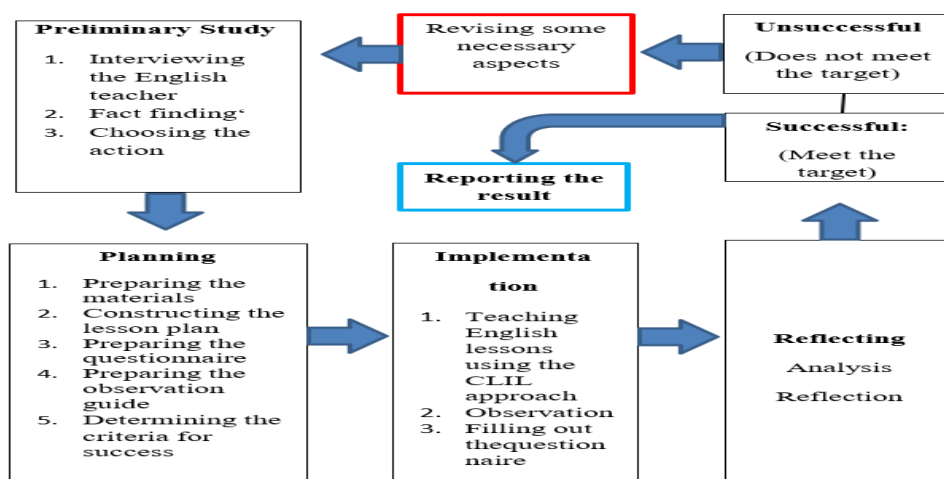 Preliminary Study
1. Interviewing
the English
teacher
2. Fact finding‘
3. Choosing the
action
Revising some
necessary
aspects
Unsuccessful
(Does not meet
the target)
Successful:
(Meet the
target)
Reporting the
result
Planning
1. Preparing the
materials
2. Constructing the
lesson plan
3. Preparing the
questionnaire
4. Preparing the
observation
guide
5. Determining the
criteria for
success
Implementa
tion
1. Teaching
English
lessons
using the
CLIL
approach
2. Observation
3. Filling out
thequestion
naire
Reflecting
Analysis
Reflection